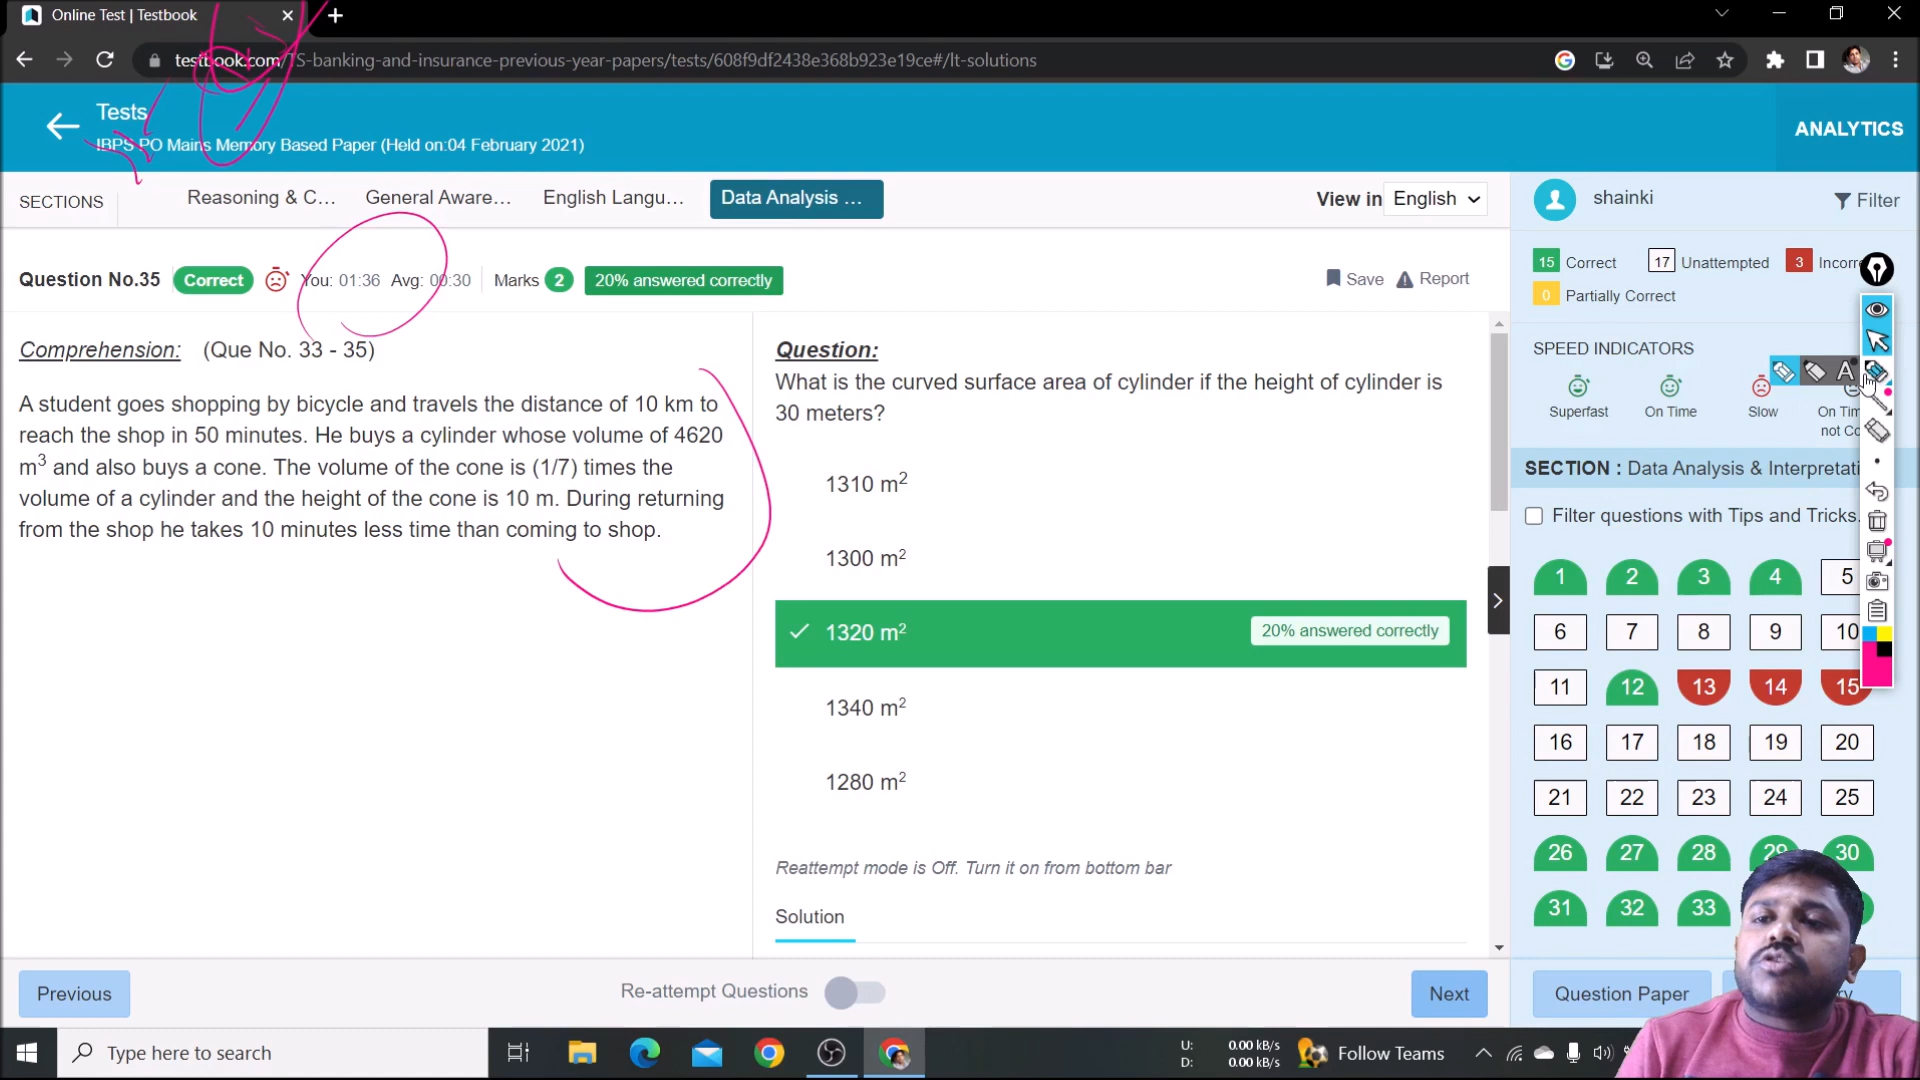 Online Test | Testbook
testbook.com/TS-banking-and-insurance-previous-year-papers/tests/608f9df2438e368b923e19ce#/lt-solutions
Tests
IBPS PO Mains Memory Based Paper (Held on:04 February 2021)
ANALYTICS
SECTIONS
Reasoning & C...
General Aware...
English Langu...
Data Analysis ...
View in
English
shainki
Filter
Question No.35
Correct
You: 01:36
Avg: 00:30
Marks 2
20% answered correctly
Save
Report
15 Correct
17 Unattempted
3 Incorre
0 Partially Correct
Comprehension: (Que No. 33 - 35)
A student goes shopping by bicycle and travels the distance of 10 km to
reach the shop in 50 minutes. He buys a cylinder whose volume of 4620
m³ and also buys a cone. The volume of the cone is (1/7) times the
volume of a cylinder and the height of the cone is 10 m. During returning
from the shop he takes 10 minutes less time than coming to shop.
Question:
What is the curved surface area of cylinder if the height of cylinder is
30 meters?
1310 m²
1300 m²
1320 m²
20% answered correctly
1340 m²
1280 m²
Reattempt mode is Off. Turn it on from bottom bar
Solution
SPEED INDICATORS
A
Superfast
On Time
Slow
On Tim
not Co
SECTION : Data Analysis & Interpretati
Filter questions with Tips and Tricks.
1 2 3 4 5
6 7 8 9 10
11 12 13 14 15
16 17 18 19 20
21 22 23 24 25
26 27 28 29 30
31 32 33
Previous
Re-attempt Questions
Next
Question Paper
Type here to search
U: 0.00 kB/s
D: 0.00 kB/s
Follow Teams